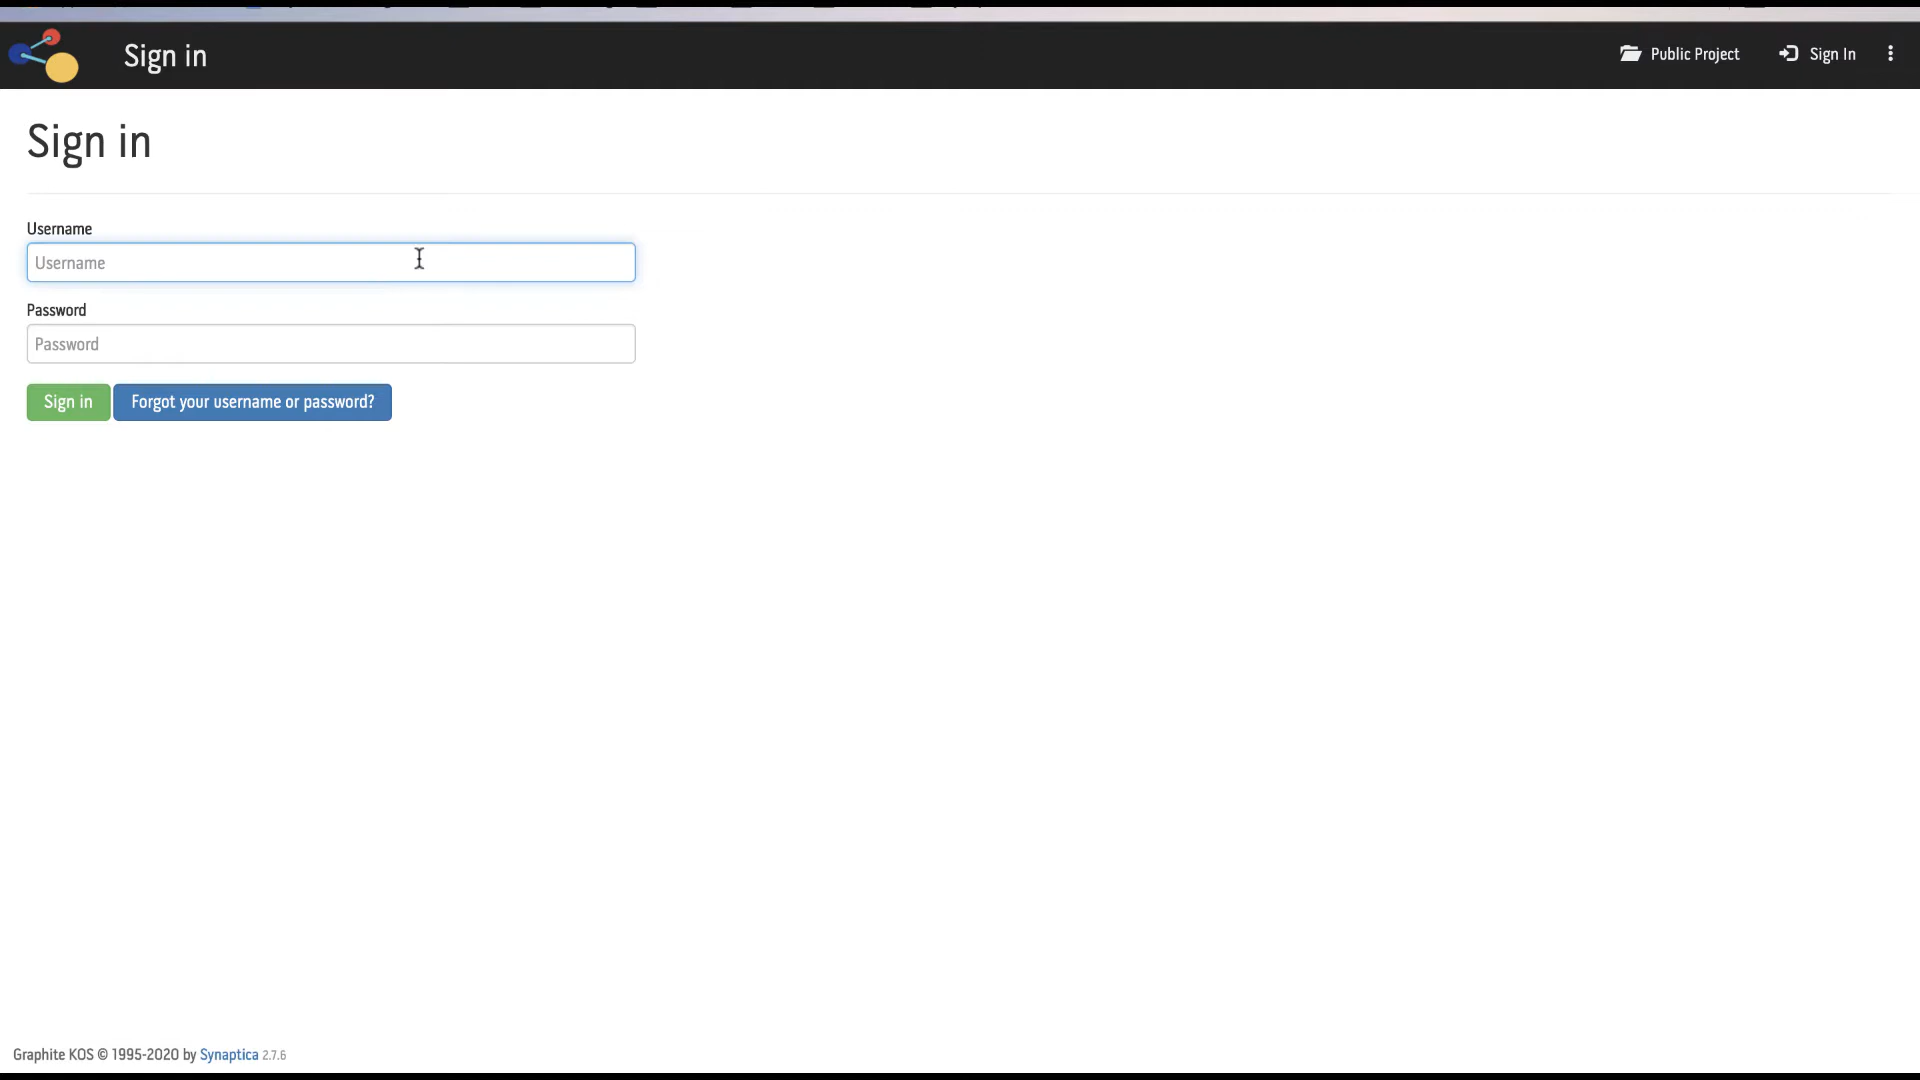 Sign in
Public Project
Sign In
Sign in
Username
Username
Password
Password
Sign in
Forgot your username or password?
Graphite KOS © 1995-2020 by Synaptica 2.7.6